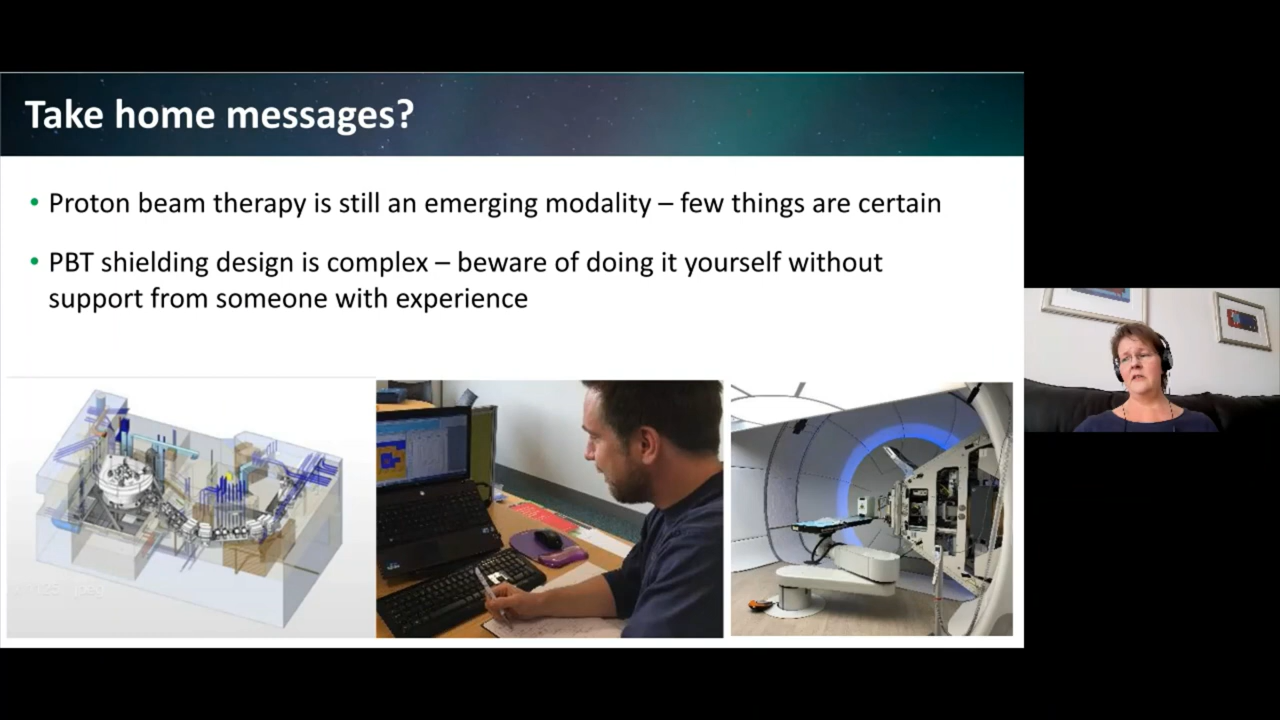 Take home messages?
• Proton beam therapy is still an emerging modality – few things are certain
• PBT shielding design is complex – beware of doing it yourself without
support from someone with experience